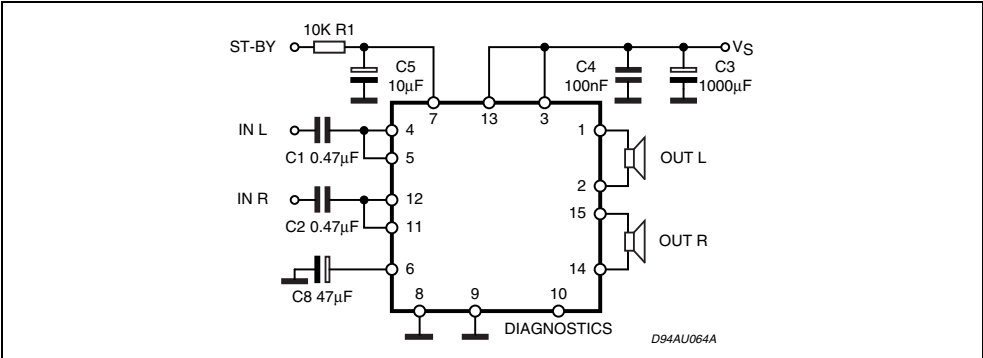 10K R1
ST-BY
VS
C5
10μF
C4
100nF
C3
1000μF
7
13
3
IN L
4
1
C1 0.47μF
5
OUT L
2
IN R
12
15
C2 0.47μF
11
OUT R
6
14
C8 47μF
8
9
10
DIAGNOSTICS
D94AU064A